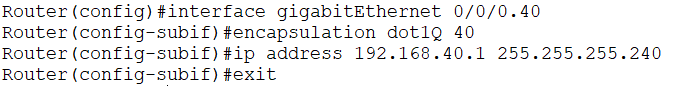 Router(config)#interface gigabitEthernet 0/0/0.40
Router(config-subif)#encapsulation dot1Q 40
Router(config-subif)#ip address 192.168.40.1 255.255.255.240
Router(config-subif)#exit